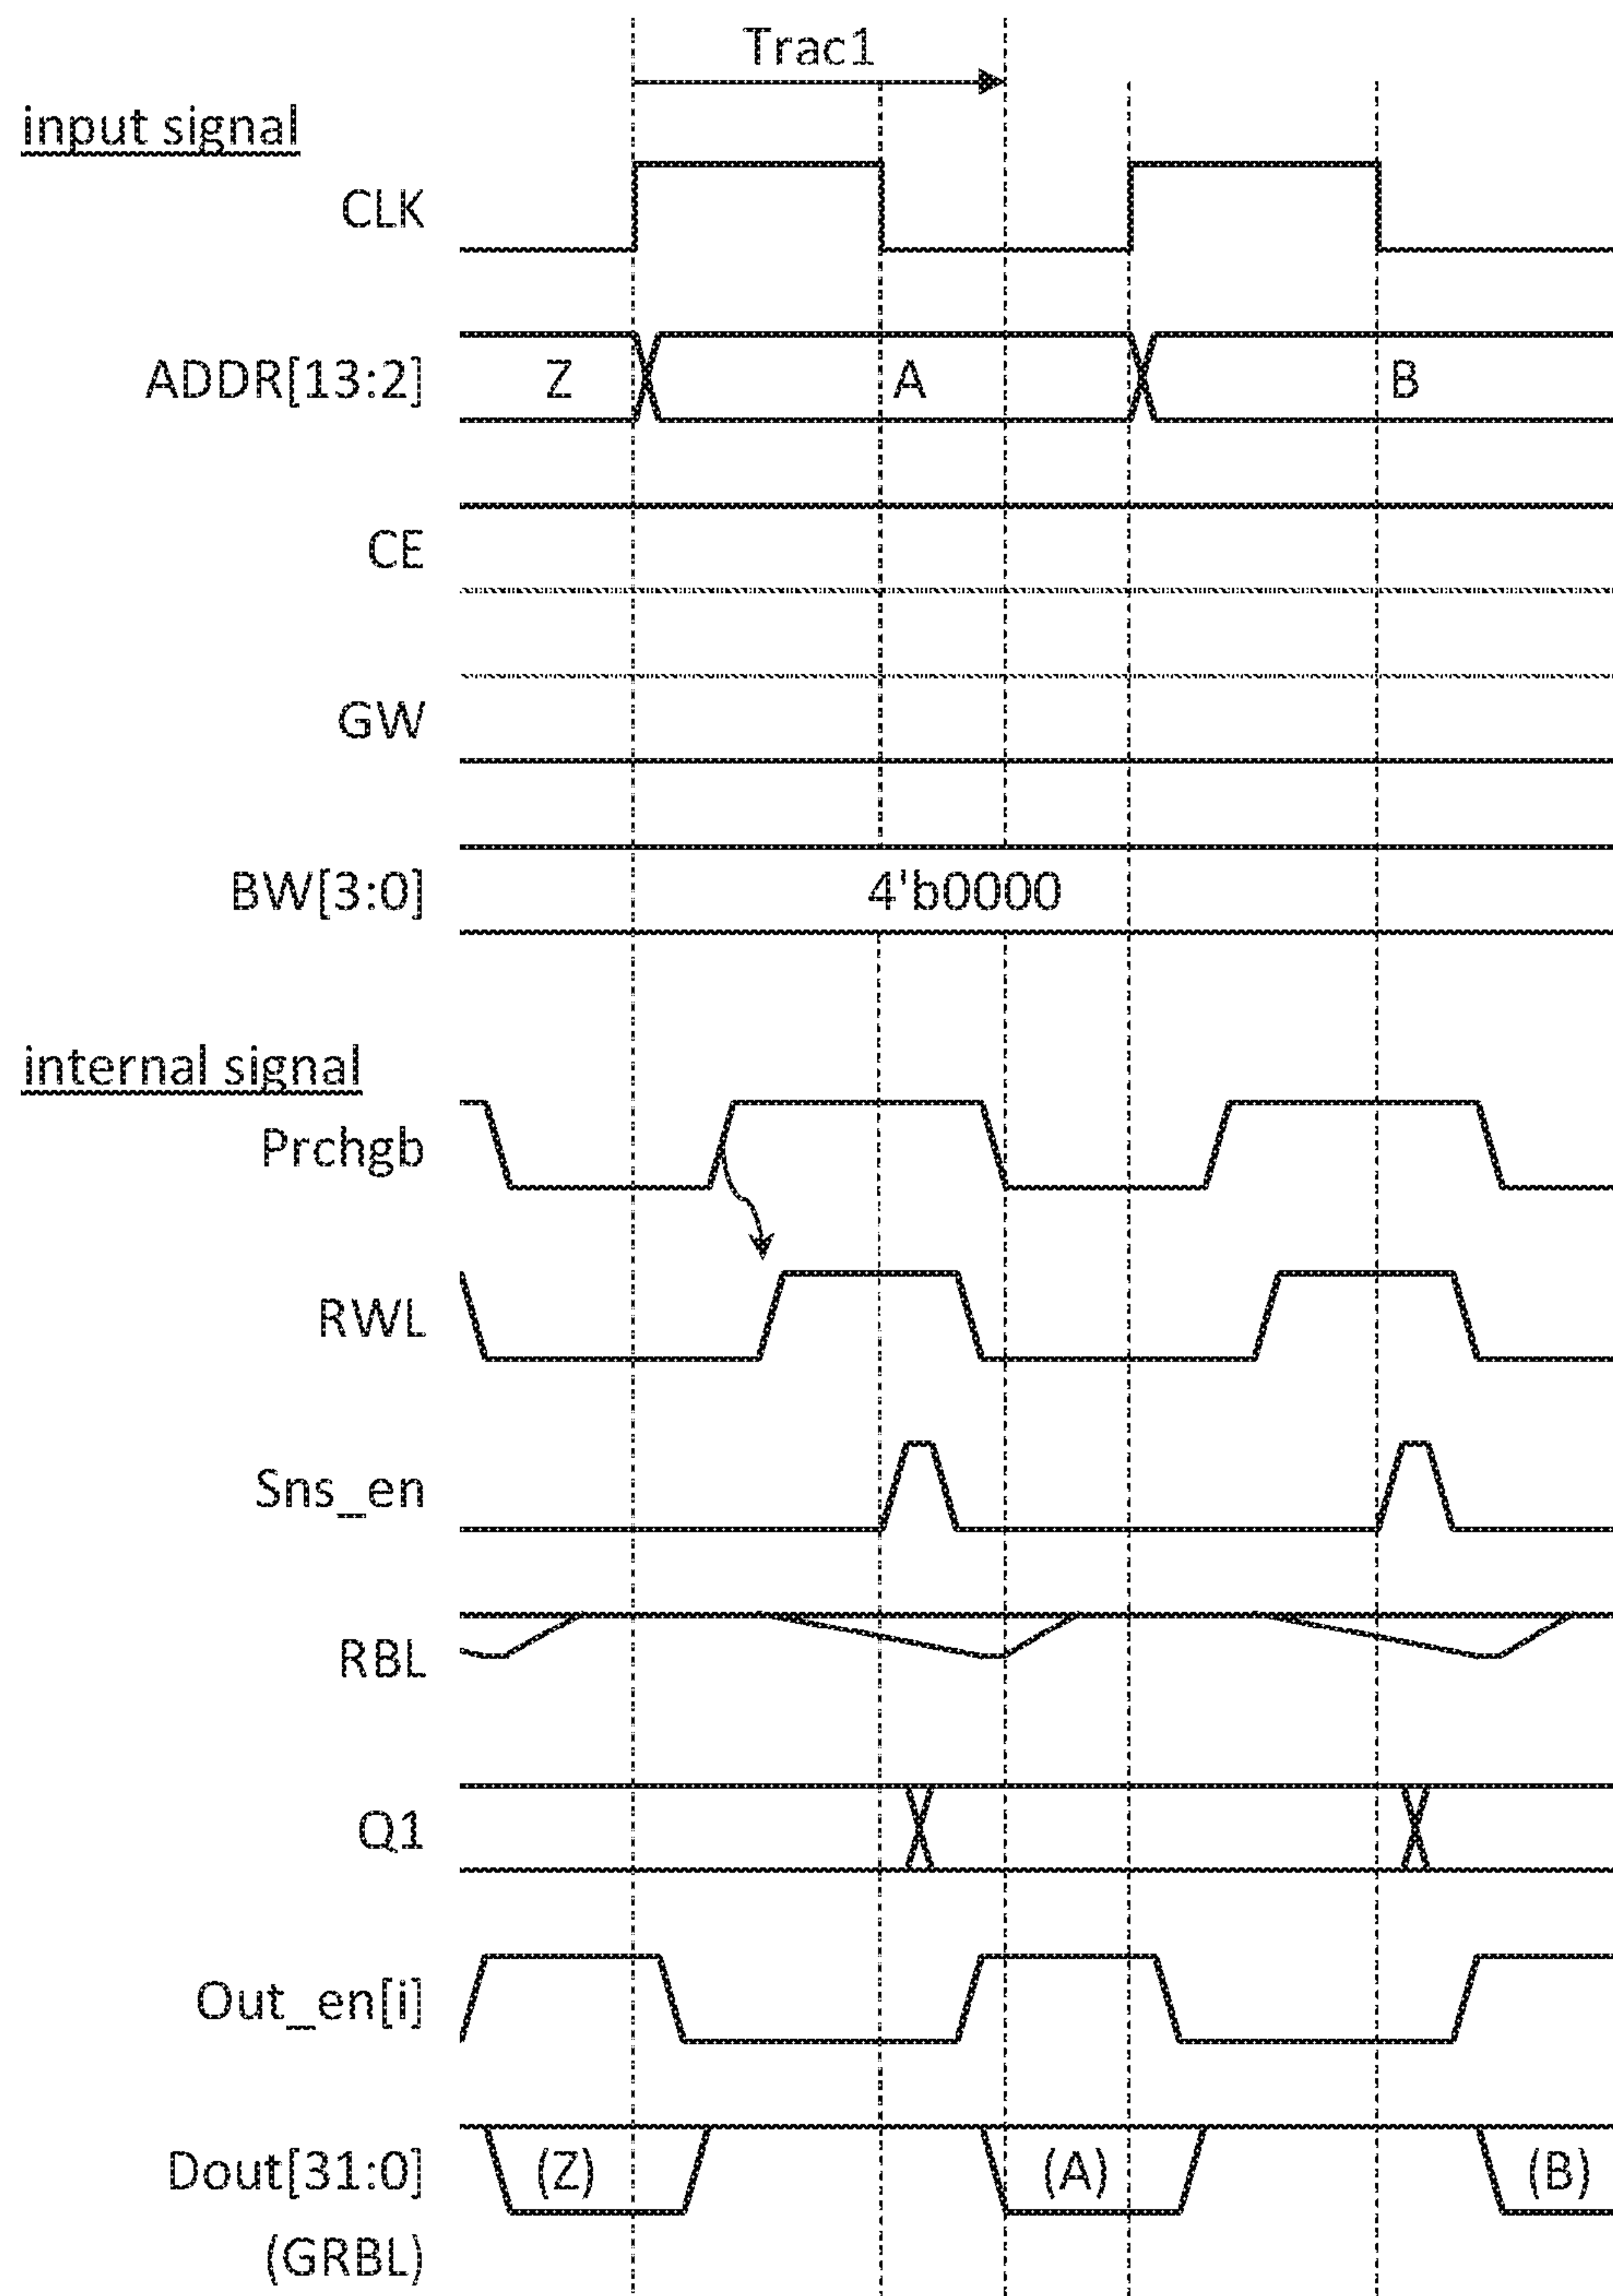 Trac1
input signal
CLK
ADDR[13:2] Z A B
CE
GW
BW[3:0] 4'b0000
internal signal
Prchgb
RWL
Sns_en
RBL
Q1
Out_en[i]
Dout[31:0] (Z) (A) (B)
(GRBL)